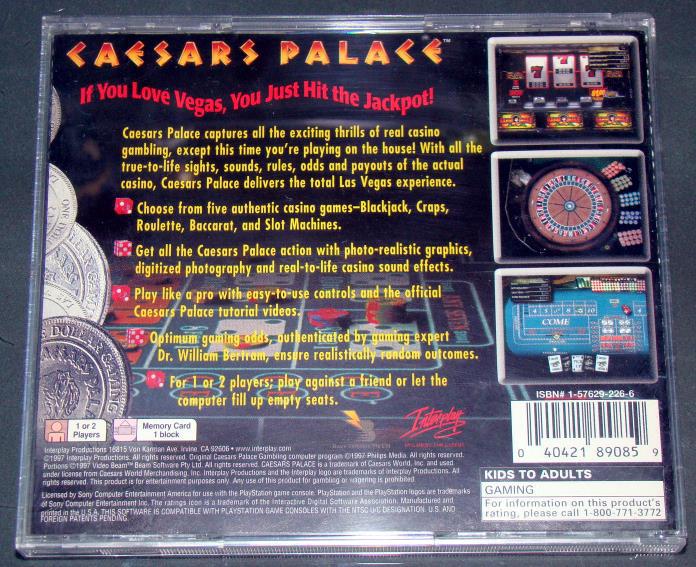 CAESARS PALACE™
If You Love Vegas, You Just Hit the Jackpot!
Caesars Palace captures all the exciting thrills of real casino
gambling, except this time you're playing on the house! With all the
true-to-life sights, sounds, rules, odds and payouts of the actual
casino, Caesars Palace delivers the total Las Vegas experience.
Choose from five authentic casino games–Blackjack, Craps,
Roulette, Baccarat, and Slot Machines.
Get all the Caesars Palace action with photo-realistic graphics,
digitized photography and real-to-life casino sound effects.
Play like a pro with easy-to-use controls and the official
Caesars Palace tutorial videos.
Optimum gaming odds, authenticated by gaming expert
Dr. William Bertram, ensure realistically random outcomes.
For 1 or 2 players; play against a friend or let the
computer fill up empty seats.
COME
ISBN# 1-57629-226-6
0 40421 89085 9
1 or 2
Players
Memory Card
1 block
Interplay
KIDS TO ADULTS
GAMING
For information on this product's
rating, please call 1-800-771-3772
Interplay Productions 16815 Von Karman Ave. Irvine, CA 92606 • www.interplay.com
©1997 Interplay Productions. All rights reserved. Original Caesars Palace Gambling computer program ©1997 Philips Media. All rights reserved.
Portions ©1997 Video Beam™ Beam Software Pty Ltd. All rights reserved. CAESARS PALACE is a trademark of Caesars World, Inc. and used
under license from Caesars World Merchandising, Inc. Interplay Productions and the Interplay logo are trademarks of Interplay Productions. All
rights reserved. This product is for entertainment purposes only. Any use of this product for gambling or wagering is prohibited.
Licensed by Sony Computer Entertainment America for use with the PlayStation game console. PlayStation and the PlayStation logos are trademarks
of Sony Computer Entertainment Inc. The ratings icon is a trademark of the Interactive Digital Software Association. Manufactured and
printed in the U.S.A. THIS SOFTWARE IS COMPATIBLE WITH PLAYSTATION GAME CONSOLES WITH THE NTSC U/C DESIGNATION. U.S. AND
FOREIGN PATENTS PENDING.